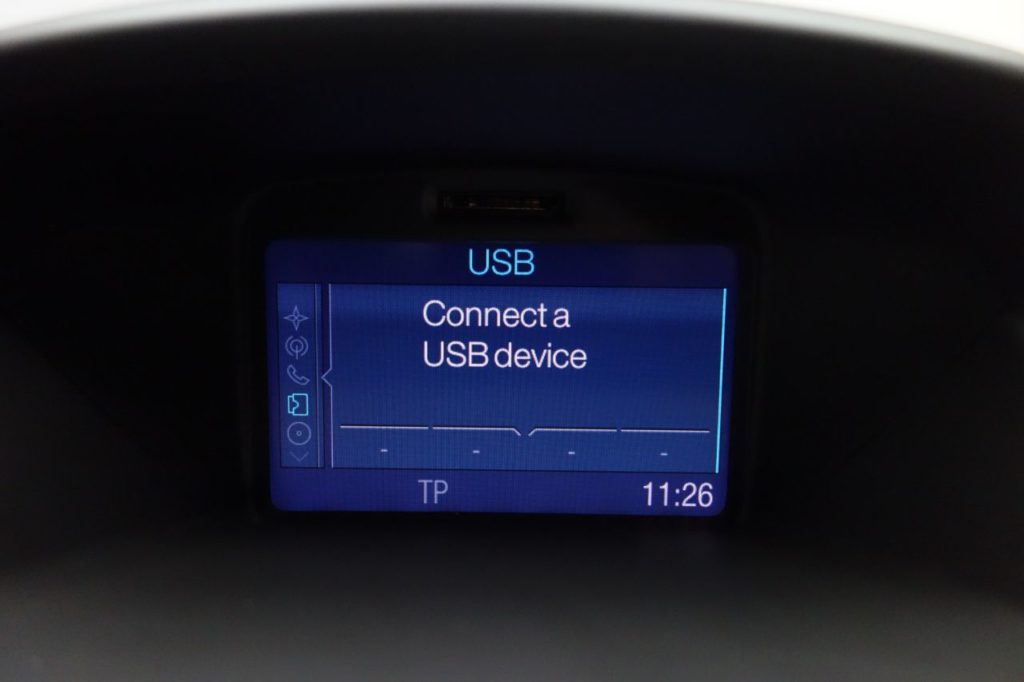 USB
Connect a
USB device
- - - -
TP 11:26